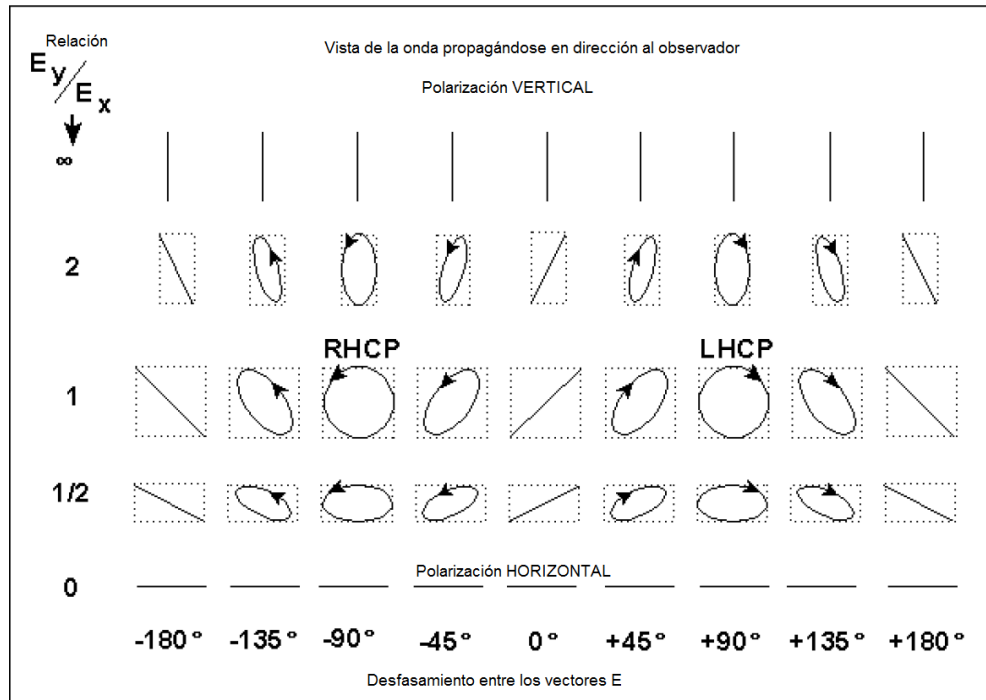 Relación
Ey/Ex
∞
Vista de la onda propagándose en dirección al observador
Polarización VERTICAL
2
RHCP LHCP
1
1/2
Polarización HORIZONTAL
0
-180° -135° -90° -45° 0° +45° +90° +135° +180°
Desfasamiento entre los vectores E